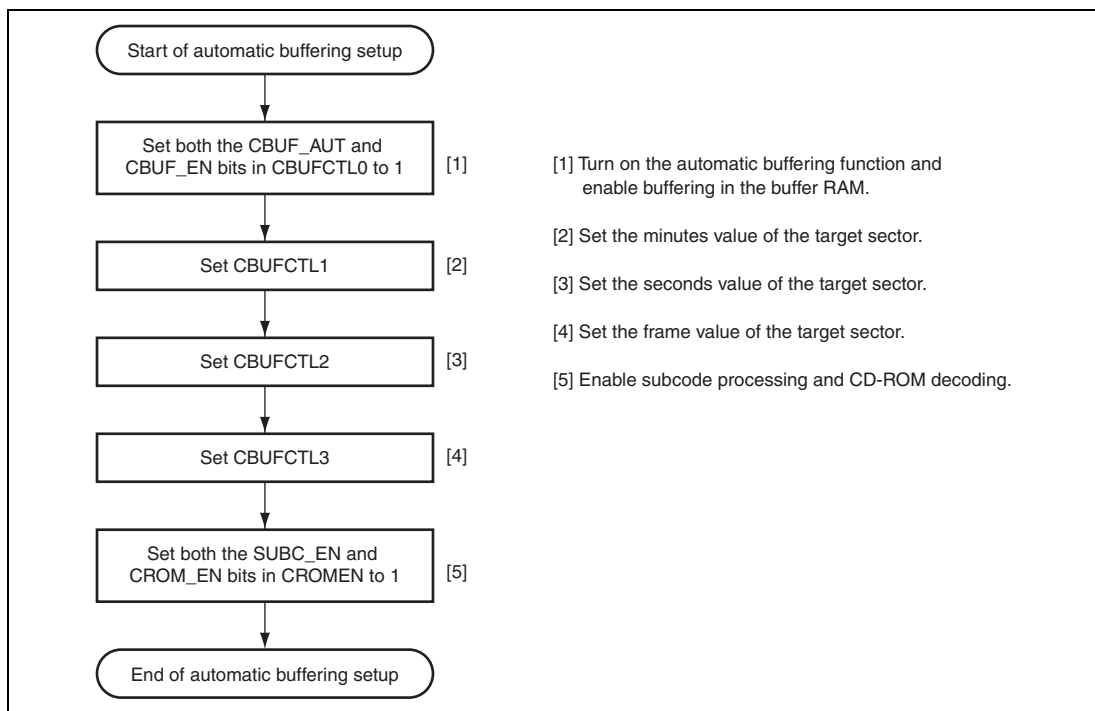 Start of automatic buffering setup
Set both the CBUF_AUT and
CBUF_EN bits in CBUFCTL0 to 1
[1]
Set CBUFCTL1
[2]
Set CBUFCTL2
[3]
Set CBUFCTL3
[4]
Set both the SUBC_EN and
CROM_EN bits in CROMEN to 1
[5]
End of automatic buffering setup
[1] Turn on the automatic buffering function and
enable buffering in the buffer RAM.
[2] Set the minutes value of the target sector.
[3] Set the seconds value of the target sector.
[4] Set the frame value of the target sector.
[5] Enable subcode processing and CD-ROM decoding.